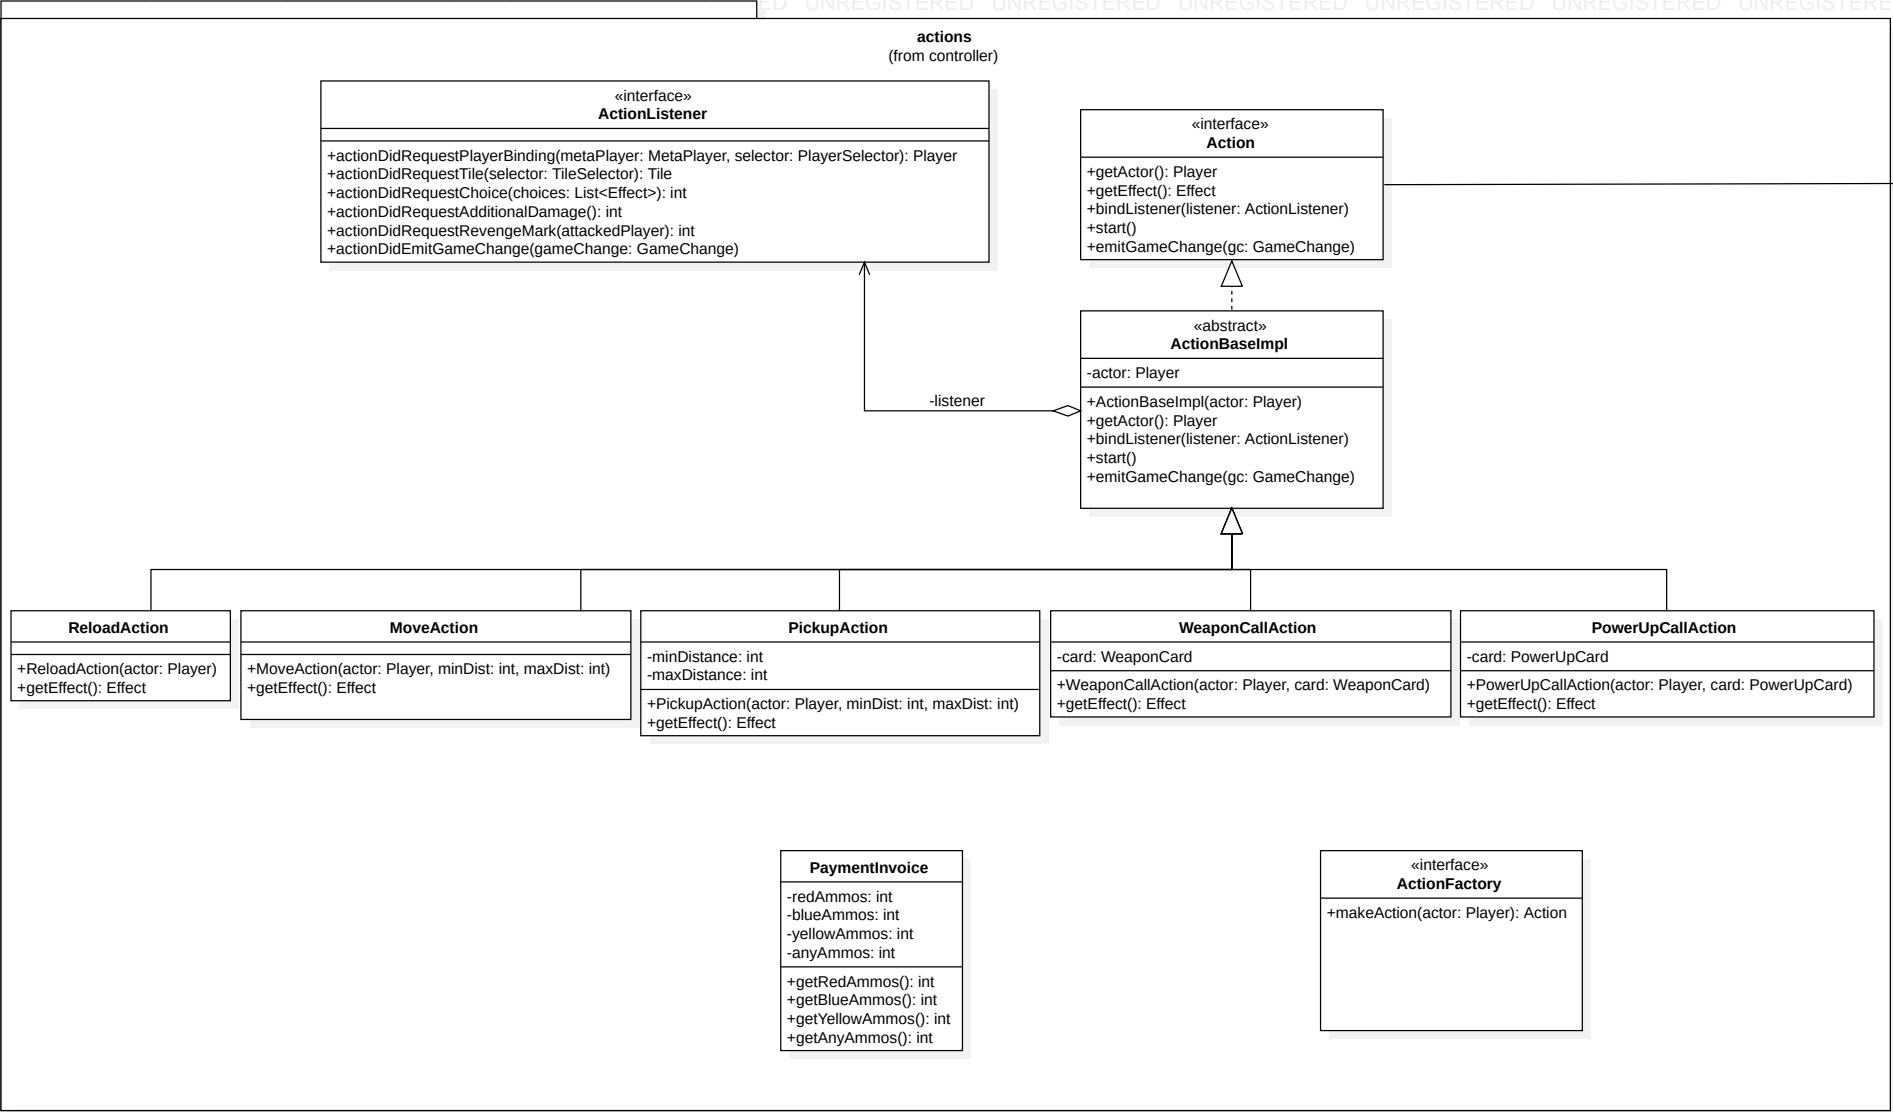 ED UNREGISTERED UNREGISTERED UNREGISTERED UNREGISTERED UNREGISTERED UNREGISTERE
actions
(from controller)
«interface»
ActionListener
+actionDidRequestPlayerBinding(metaPlayer: MetaPlayer, selector: PlayerSelector): Player
+actionDidRequestTile(selector: TileSelector): Tile
+actionDidRequestChoice(choices: List<Effect>): int
+actionDidRequestAdditionalDamage(): int
+actionDidRequestRevengeMark(attackedPlayer): int
+actionDidEmitGameChange(gameChange: GameChange)
«interface»
Action
+getActor(): Player
+getEffect(): Effect
+bindListener(listener: ActionListener)
+start()
+emitGameChange(gc: GameChange)
«abstract»
ActionBaseImpl
-actor: Player
+ActionBaseImpl(actor: Player)
+getActor(): Player
+bindListener(listener: ActionListener)
+start()
+emitGameChange(gc: GameChange)
-listener
ReloadAction
+ReloadAction(actor: Player)
+getEffect(): Effect
MoveAction
+MoveAction(actor: Player, minDist: int, maxDist: int)
+getEffect(): Effect
PickupAction
-minDistance: int
-maxDistance: int
+PickupAction(actor: Player, minDist: int, maxDist: int)
+getEffect(): Effect
WeaponCallAction
-card: WeaponCard
+WeaponCallAction(actor: Player, card: WeaponCard)
+getEffect(): Effect
PowerUpCallAction
-card: PowerUpCard
+PowerUpCallAction(actor: Player, card: PowerUpCard)
+getEffect(): Effect
PaymentInvoice
-redAmmos: int
-blueAmmos: int
-yellowAmmos: int
-anyAmmos: int
+getRedAmmos(): int
+getBlueAmmos(): int
+getYellowAmmos(): int
+getAnyAmmos(): int
«interface»
ActionFactory
+makeAction(actor: Player): Action